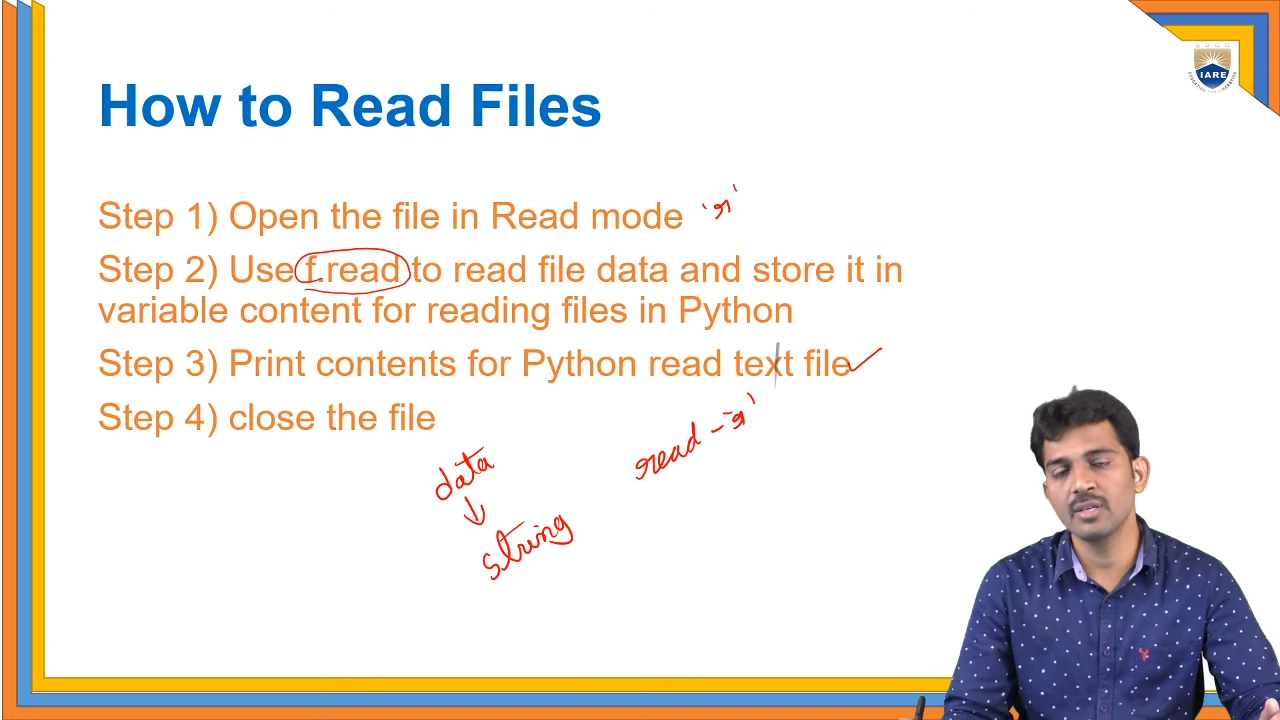 IARE
How to Read Files
Step 1) Open the file in Read mode 'r'
Step 2) Use f.read to read file data and store it in
variable content for reading files in Python
Step 3) Print contents for Python read text file
Step 4) close the file
read - 'r'
data
↓
string